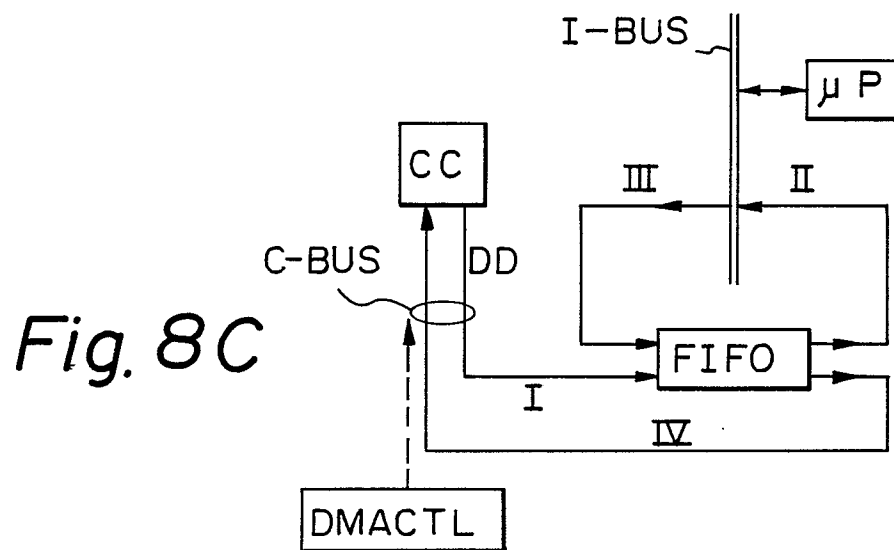 I-BUS
μP
CC
III
II
C-BUS
DD
Fig. 8C
FIFO
I
IV
DMACTL